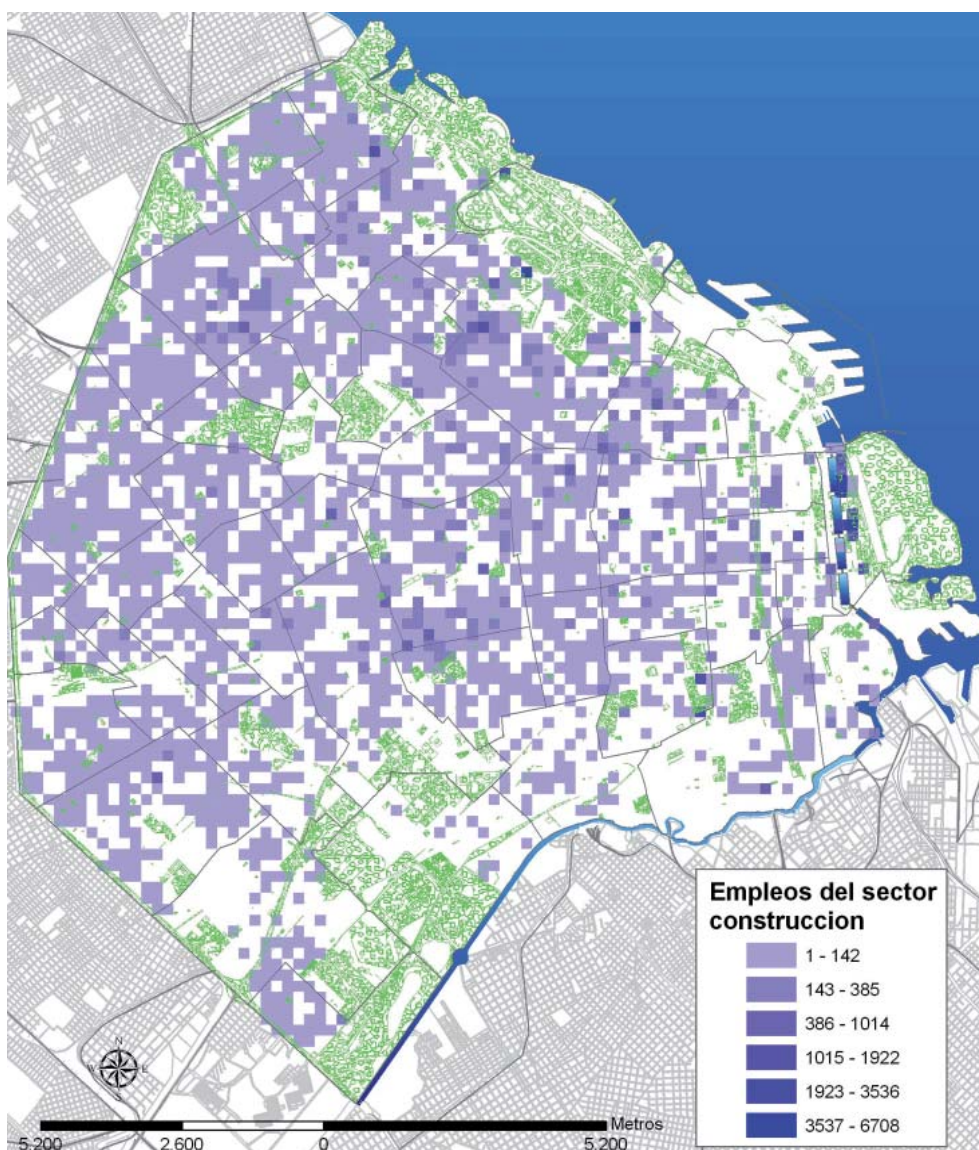 Empleos del sector
construccion
1 - 142
143 - 385
386 - 1014
1015 - 1922
1923 - 3536
3537 - 6708
N
W E
S
Metros
5.200 2.600 0 5.200